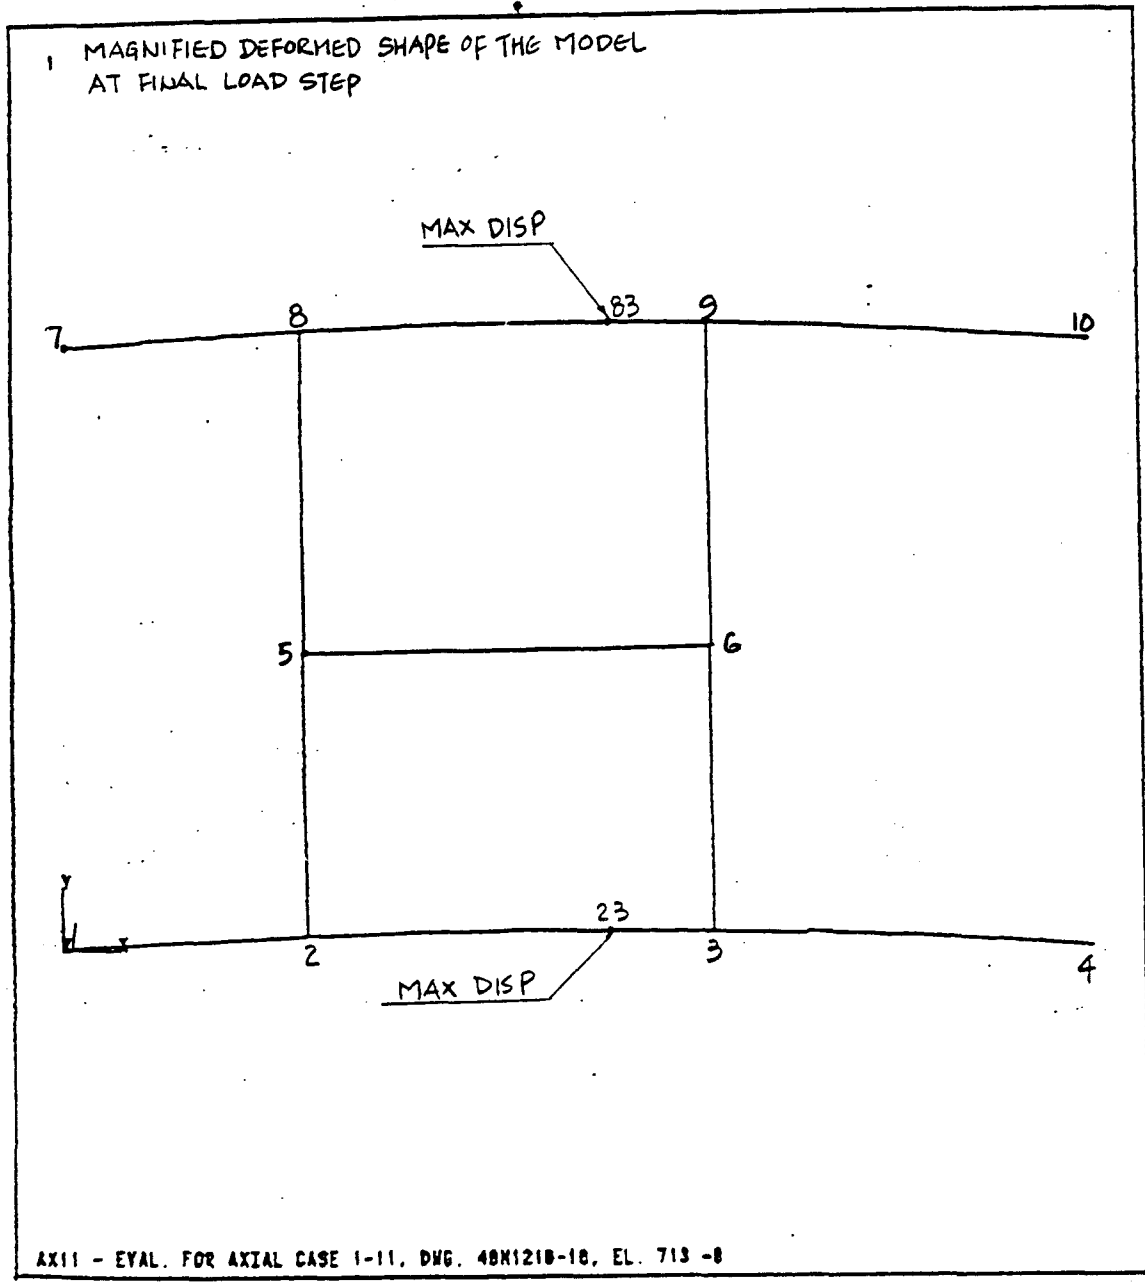 1 MAGNIFIED DEFORMED SHAPE OF THE MODEL
AT FINAL LOAD STEP
MAX DISP
7 8 83 9 10
5 6
Y
X
23
2 3 4
MAX DISP
AX11 - EVAL. FOR AXIAL CASE 1-11, DWG. 48N1218-18, EL. 713 -8